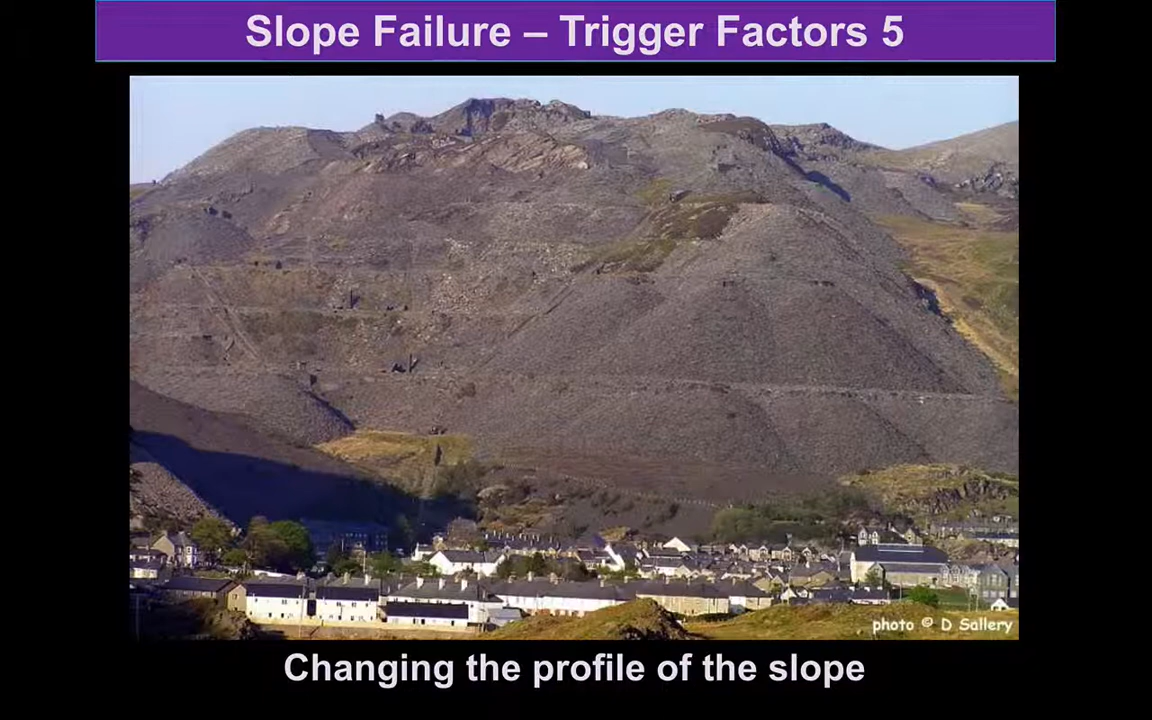 Slope Failure – Trigger Factors 5
photo © D Sallery
Changing the profile of the slope